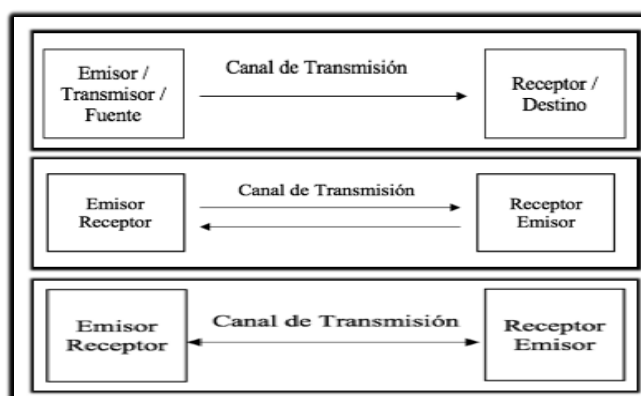 Emisor /
Transmisor /
Fuente
Canal de Transmisión
Receptor /
Destino
Emisor
Receptor
Canal de Transmisión
Receptor
Emisor
Emisor
Receptor
Canal de Transmisión
Receptor
Emisor